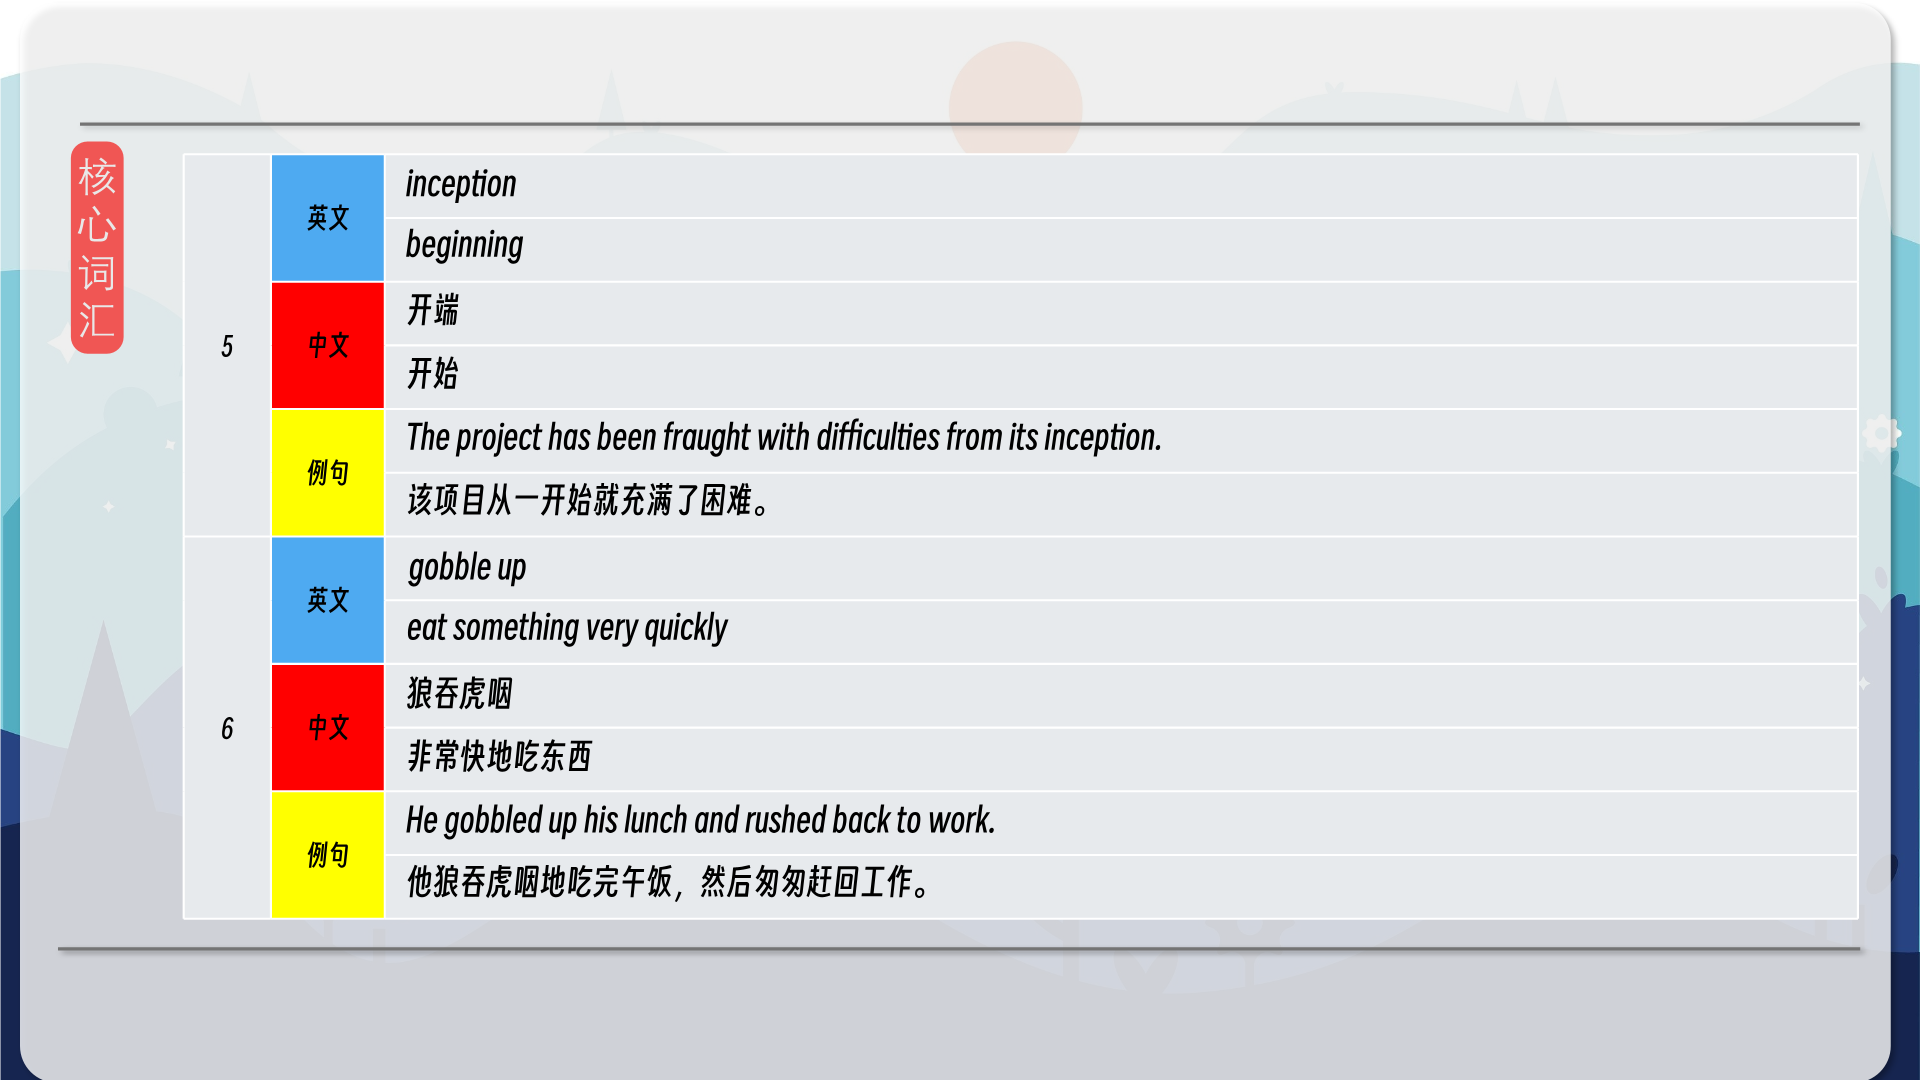 核心词汇
5
英文
inception
beginning
中文
开端
开始
例句
The project has been fraught with difficulties from its inception.
该项目从一开始就充满了困难。
6
英文
gobble up
eat something very quickly
中文
狼吞虎咽
非常快地吃东西
例句
He gobbled up his lunch and rushed back to work.
他狼吞虎咽地吃完午饭，然后匆匆赶回工作。